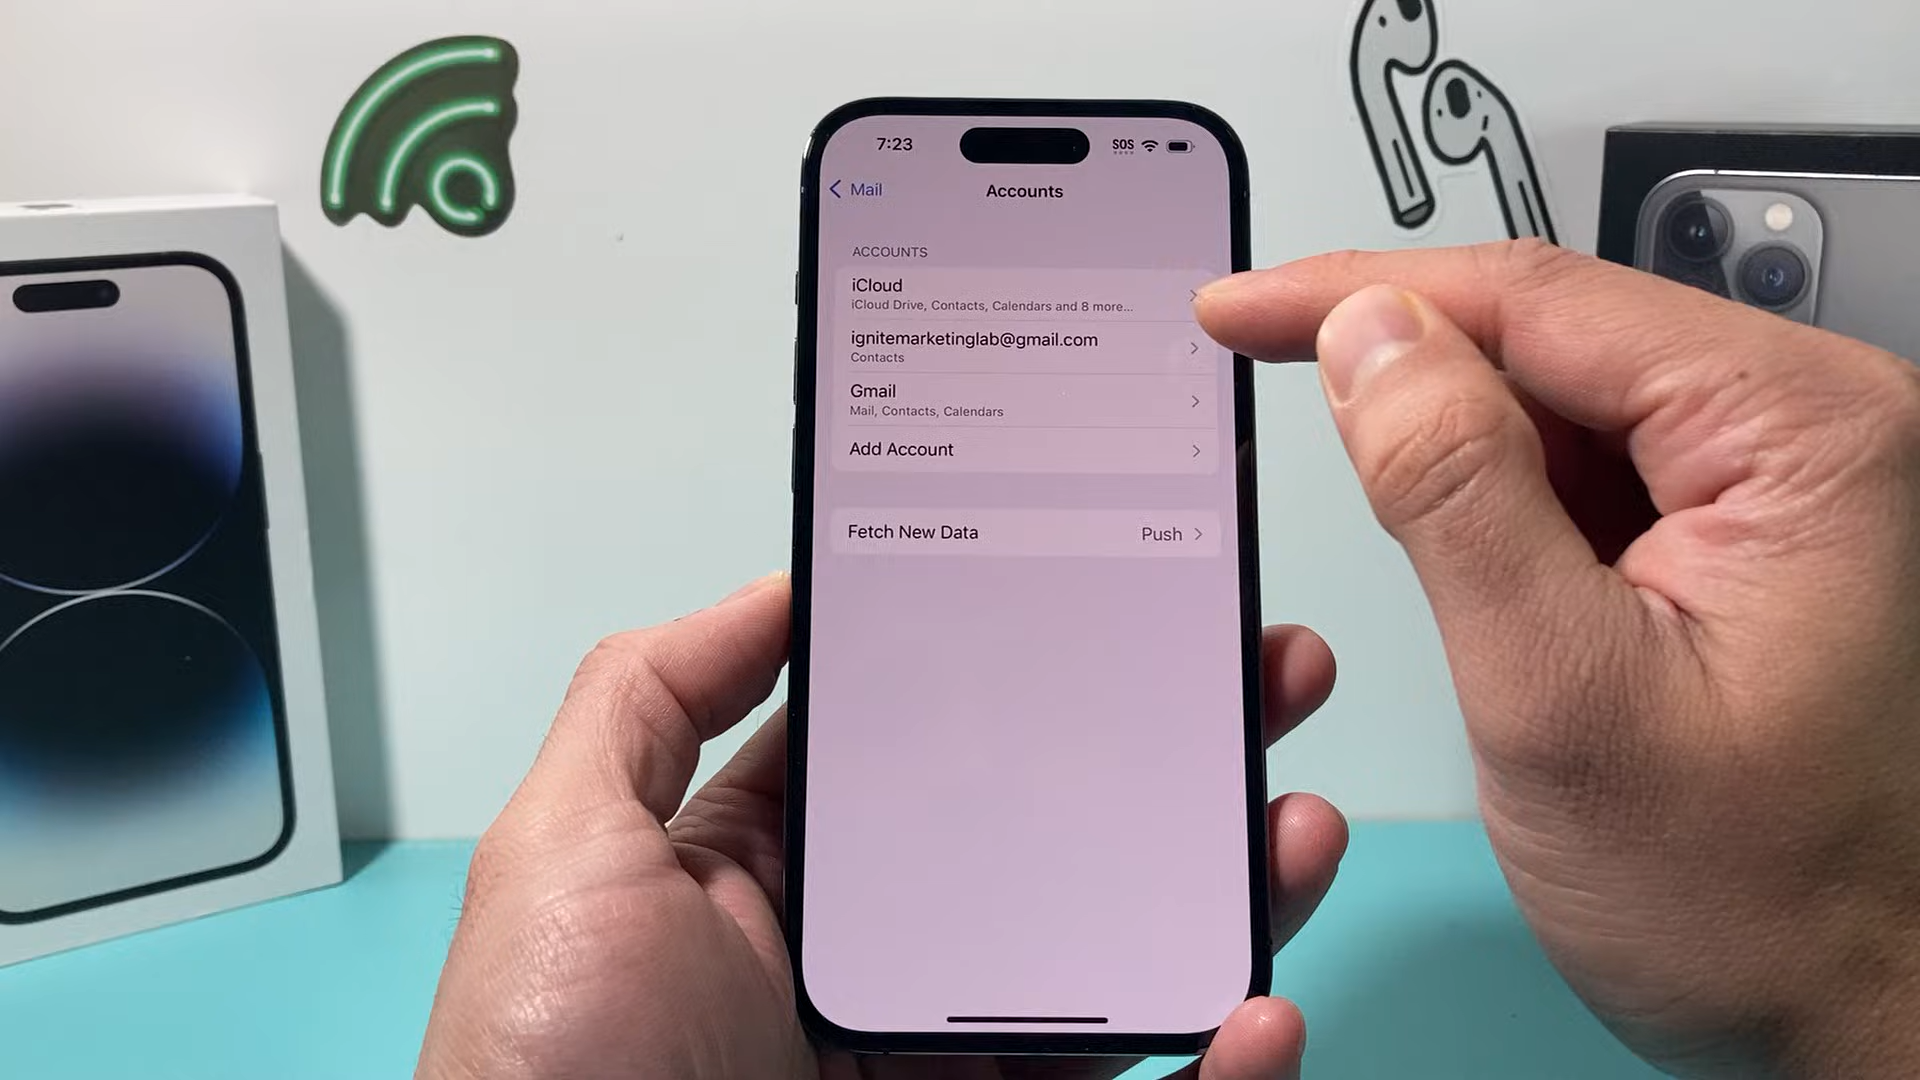 7:23
SOS
Mail
Accounts
ACCOUNTS
iCloud
iCloud Drive, Contacts, Calendars and 8 more...
ignitemarketinglab@gmail.com
Contacts
Gmail
Mail, Contacts, Calendars
Add Account
Fetch New Data
Push